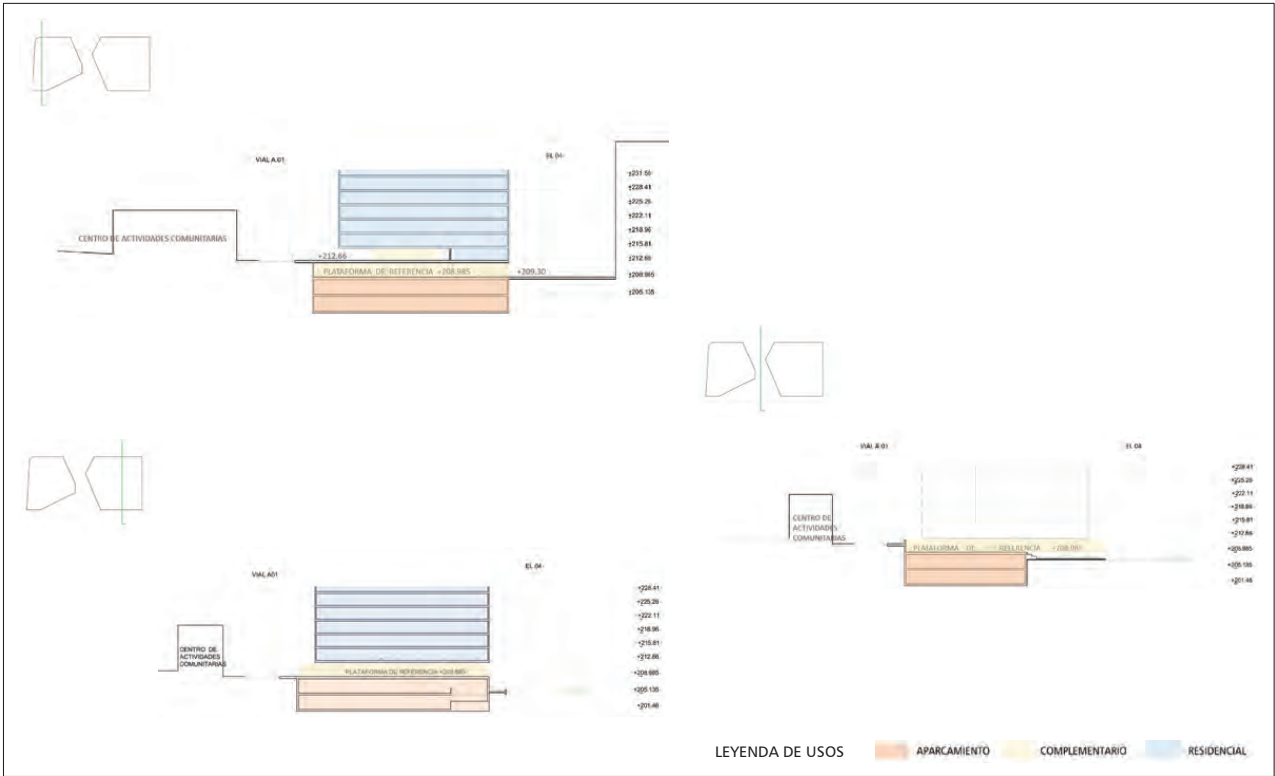 VIAL A 01
EL 04
+231.56
+228.41
+225.26
+222.11
+218.96
+215.81
+212.66
+208.985
+205.135
CENTRO DE ACTIVIDADES COMUNITARIAS
+212.66
PLATAFORMA DE REFERENCIA +208.985
+209.30
VIAL A 01
EL 04
+228.41
+225.26
+222.11
+218.96
+215.81
+212.66
+208.985
+205.135
+201.46
CENTRO DE
ACTIVIDADES
COMUNITARIAS
PLATAFORMA DE REFERENCIA +208.985
VIAL A01
EL 04
+228.41
+225.26
+222.11
+218.96
+215.81
+212.66
+208.985
+205.135
+201.46
CENTRO DE
ACTIVIDADES
COMUNITARIAS
PLATAFORMA DE REFERENCIA +208.985
LEYENDA DE USOS
APARCAMIENTO
COMPLEMENTARIO
RESIDENCIAL